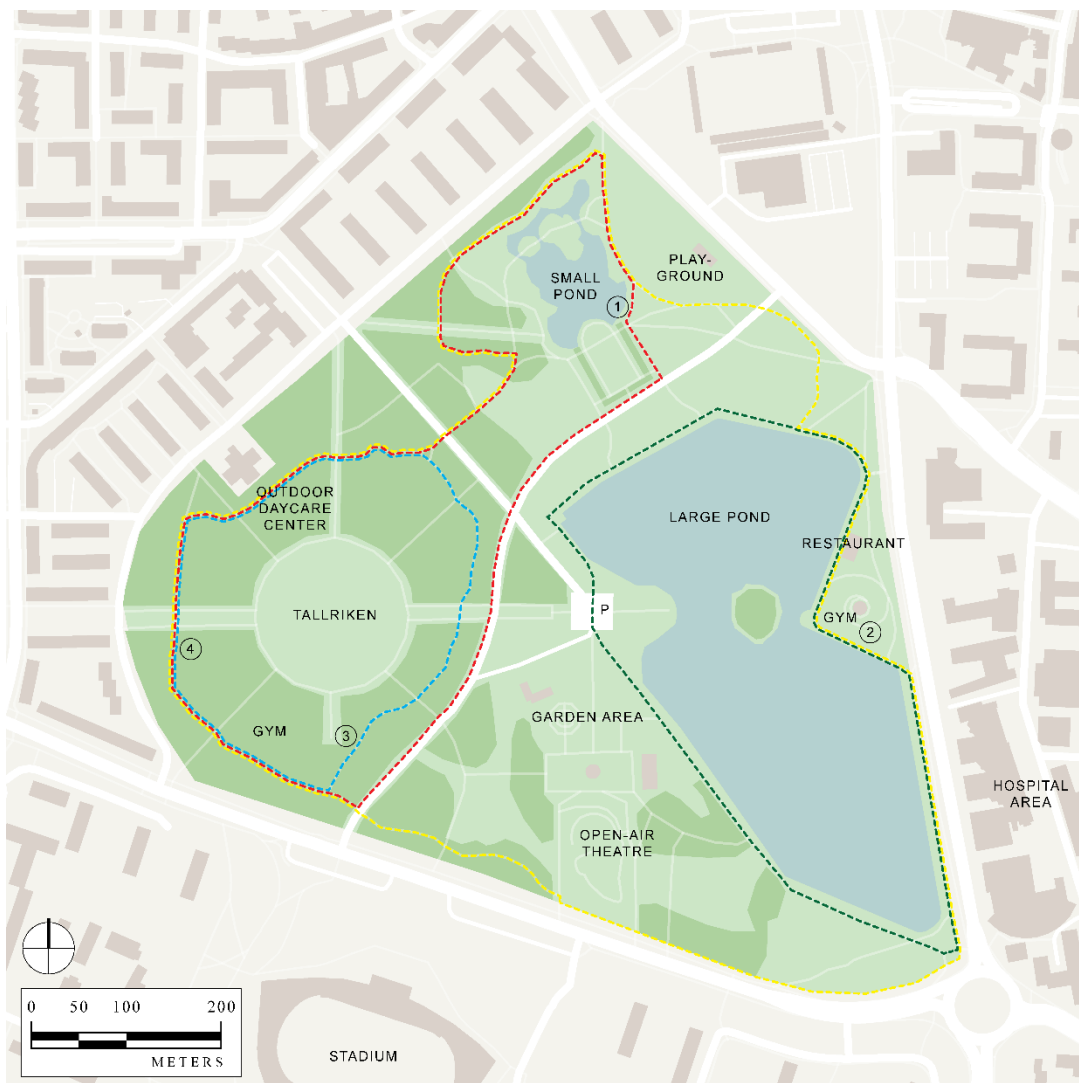 PLAY-
GROUND
SMALL
POND
1
OUTDOOR
DAYCARE
CENTER
LARGE POND
RESTAURANT
TALLRIKEN
P
GYM
2
4
GYM
3
GARDEN AREA
HOSPITAL
AREA
OPEN-AIR
THEATRE
0 50 100 200
METERS
STADIUM